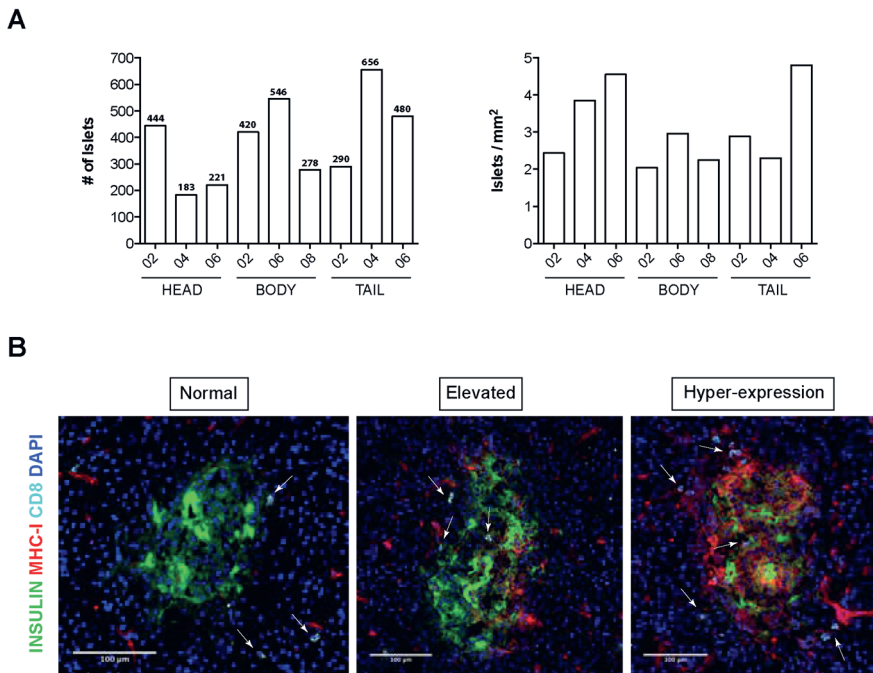 A
# of Islets
700
600
500
400
300
200
100
0
444
183
221
420
546
278
290
656
480
02 04 06 02 06 08 02 04 06
HEAD BODY TAIL
Islets / mm²
5
4
3
2
1
0
02 04 06 02 06 08 02 04 06
HEAD BODY TAIL
B
Normal Elevated Hyper-expression
INSULIN MHC-I CD8 DAPI
100 µm
100 µm
100 µm